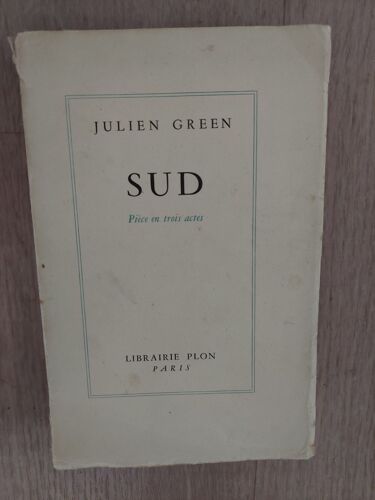 JULIEN GREEN
SUD
Pièce en trois actes
LIBRAIRIE PLON
PARIS